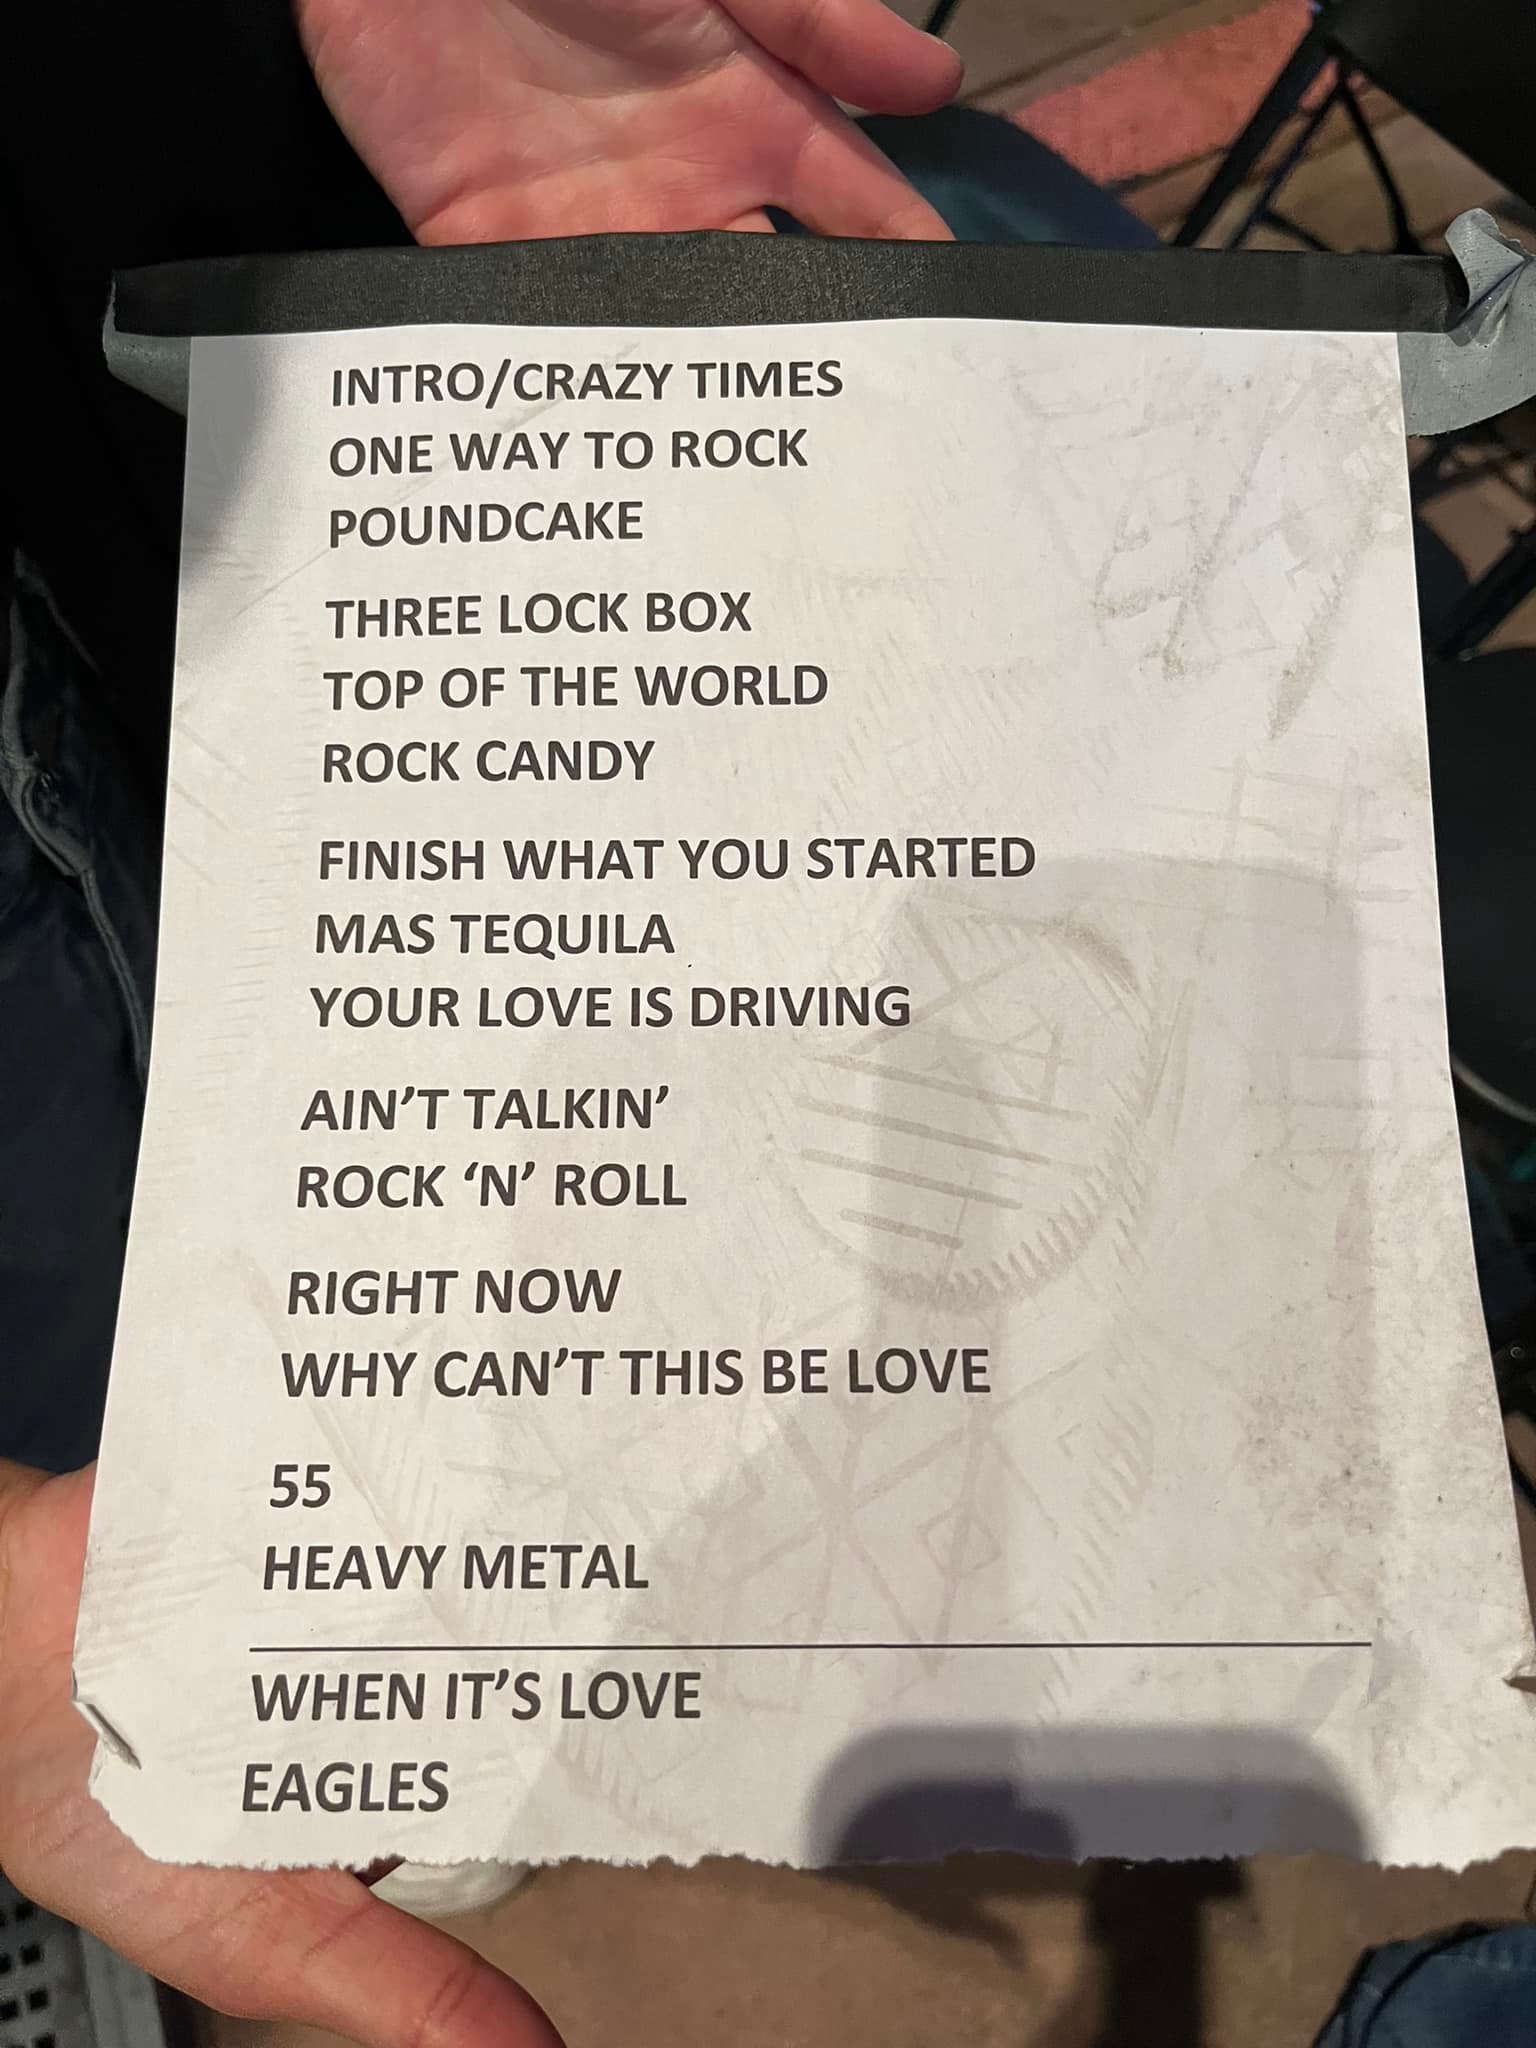 INTRO/CRAZY TIMES
ONE WAY TO ROCK
POUNDCAKE
THREE LOCK BOX
TOP OF THE WORLD
ROCK CANDY
FINISH WHAT YOU STARTED
MAS TEQUILA
YOUR LOVE IS DRIVING
AIN’T TALKIN’
ROCK ‘N’ ROLL
RIGHT NOW
WHY CAN’T THIS BE LOVE
55
HEAVY METAL
WHEN IT’S LOVE
EAGLES